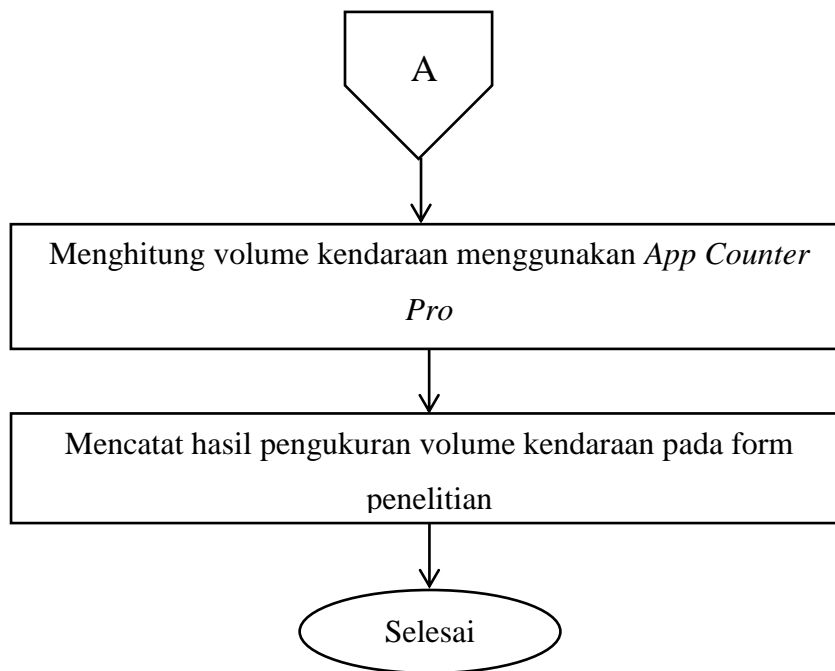 A
Menghitung volume kendaraan menggunakan App Counter
Pro
Mencatat hasil pengukuran volume kendaraan pada form
penelitian
Selesai